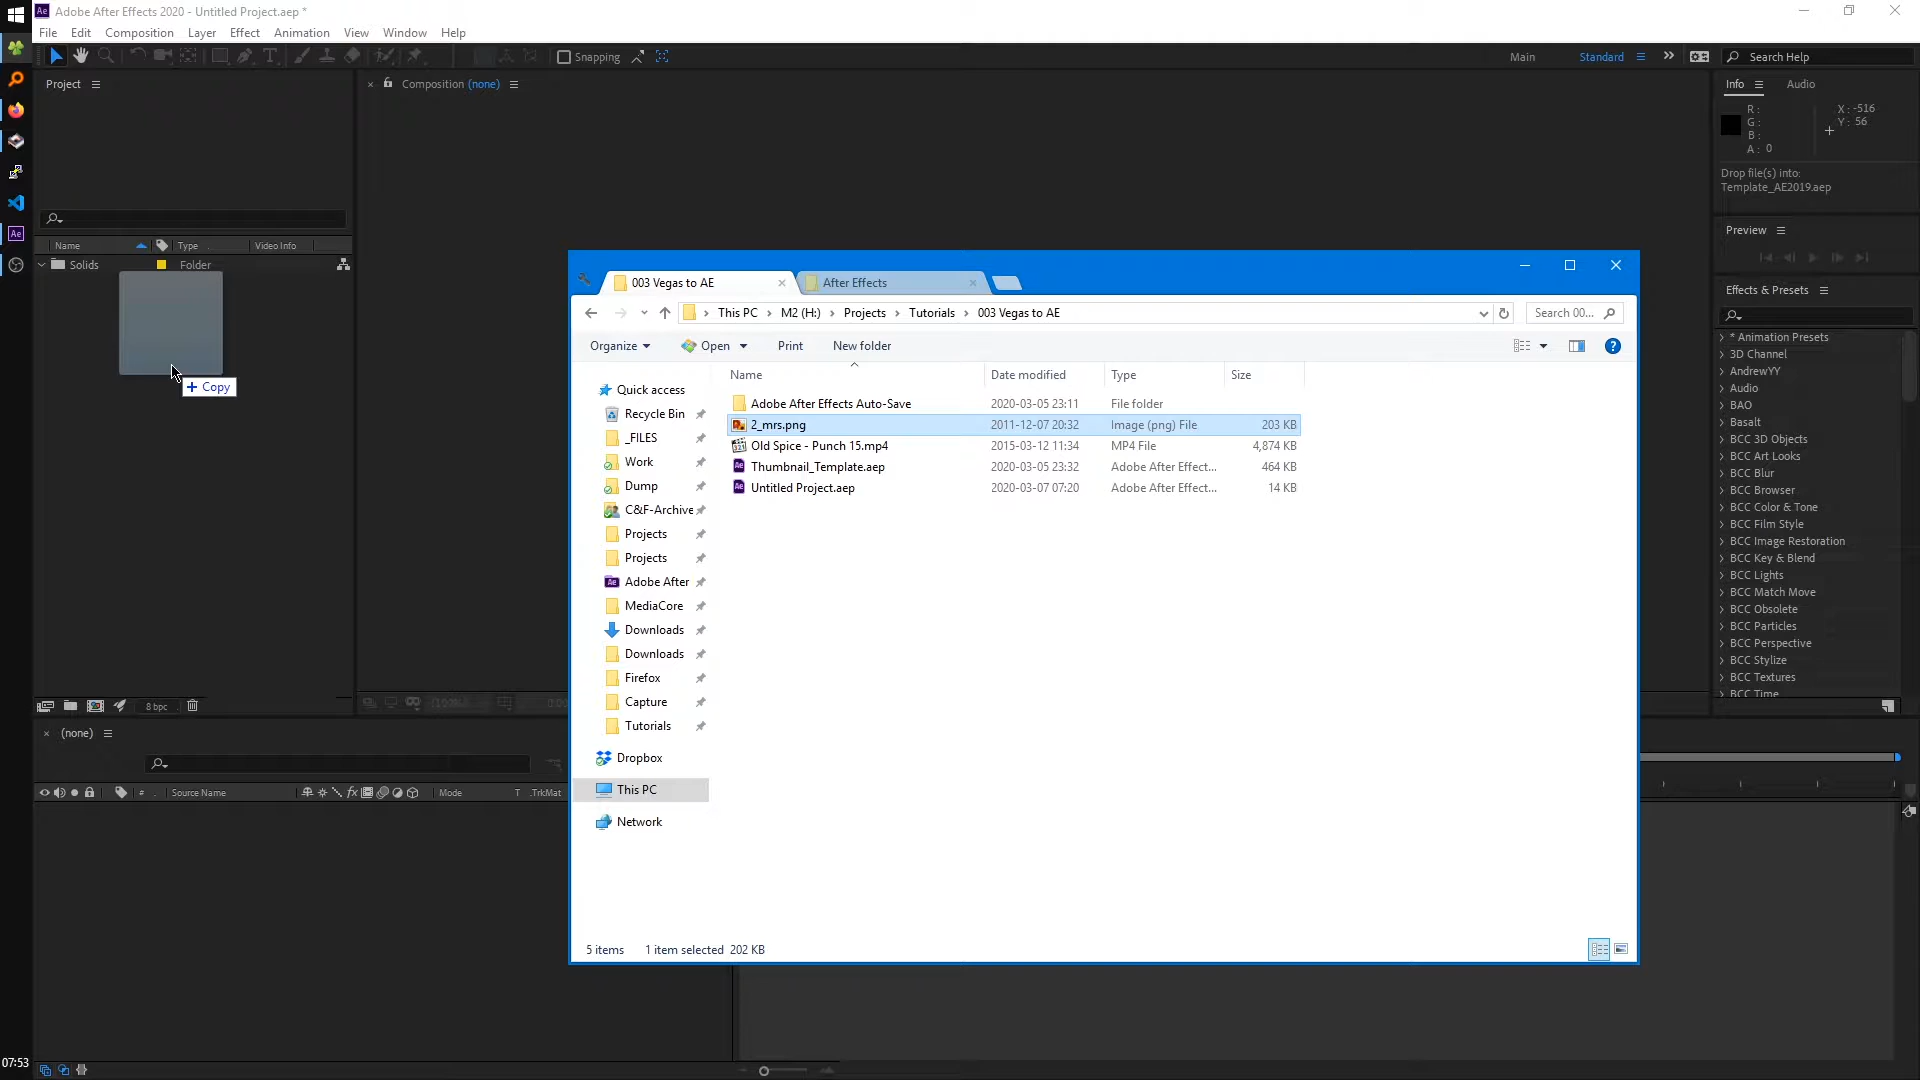 Ae Adobe After Effects 2020 - Untitled Project.aep *
File Edit Composition Layer Effect Animation View Window Help
Snapping Main Standard Search Help
Project
Composition (none)
Name Type Video Info
Solids Folder
+ Copy
8 bpc
003 Vegas to AE After Effects
This PC M2 (H:) Projects Tutorials 003 Vegas to AE Search 00...
Organize Open Print New folder
Quick access
Recycle Bin
_FILES
Work
Dump
C&F-Archive
Projects
Projects
Adobe After
MediaCore
Downloads
Downloads
Firefox
Capture
Tutorials
Dropbox
This PC
Network
Name Date modified Type Size
Adobe After Effects Auto-Save 2020-03-05 23:11 File folder
2_mrs.png 2011-12-07 20:32 Image (png) File 203 KB
Old Spice - Punch 15.mp4 2015-03-12 11:34 MP4 File 4,874 KB
Thumbnail_Template.aep 2020-03-05 23:32 Adobe After Effect... 464 KB
Untitled Project.aep 2020-03-07 07:20 Adobe After Effect... 14 KB
5 items 1 item selected 202 KB
Info Audio
R : X : -516
G : Y : 56
B :
A : 0
Drop file(s) into:
Template_AE2019.aep
Preview
Effects & Presets
* Animation Presets
3D Channel
AndrewYY
Audio
BAO
Basalt
BCC 3D Objects
BCC Art Looks
BCC Blur
BCC Browser
BCC Color & Tone
BCC Film Style
BCC Image Restoration
BCC Key & Blend
BCC Lights
BCC Match Move
BCC Obsolete
BCC Particles
BCC Perspective
BCC Stylize
BCC Textures
BCC Time
(none)
# Source Name fx Mode T .TrkMat
07:53